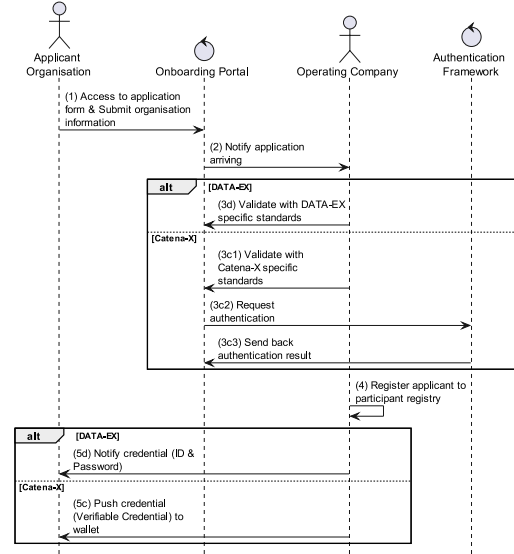 Applicant
Organisation
Onboarding Portal
Operating Company
Authentication
Framework
(1) Access to application
form & Submit organisation
information
(2) Notify application
arriving
alt
[DATA-EX]
(3d) Validate with DATA-EX
specific standards
[Catena-X]
(3c1) Validate with
Catena-X specific
standards
(3c2) Request
authentication
(3c3) Send back
authentication result
(4) Register applicant to
participant registry
alt
[DATA-EX]
(5d) Notify credential (ID &
Password)
[Catena-X]
(5c) Push credential
(Verifiable Credential) to
wallet